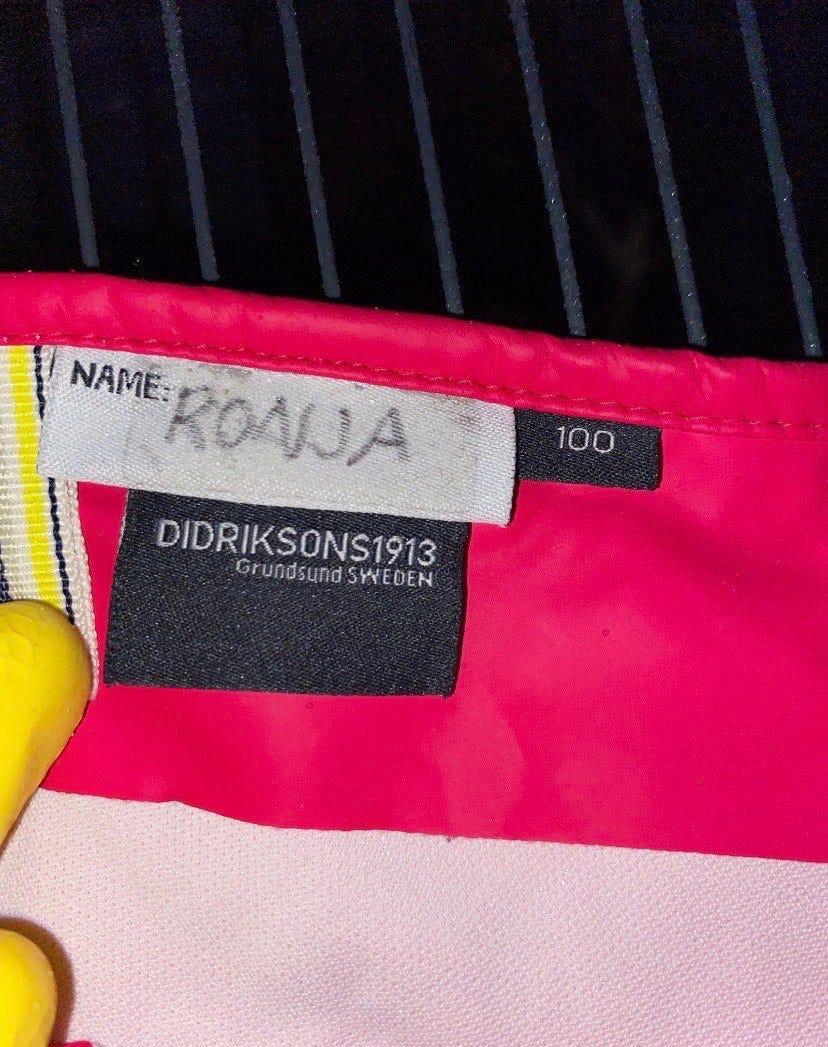 NAME: RONJA
100
DIDRIKSONS1913
Grundsund SWEDEN